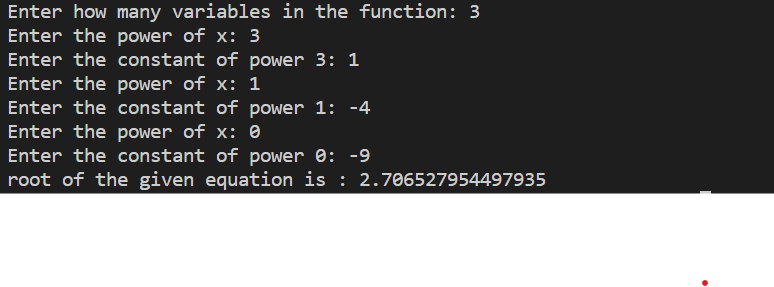 Enter how many variables in the function: 3
Enter the power of x: 3
Enter the constant of power 3: 1
Enter the power of x: 1
Enter the constant of power 1: -4
Enter the power of x: 0
Enter the constant of power 0: -9
root of the given equation is : 2.706527954497935